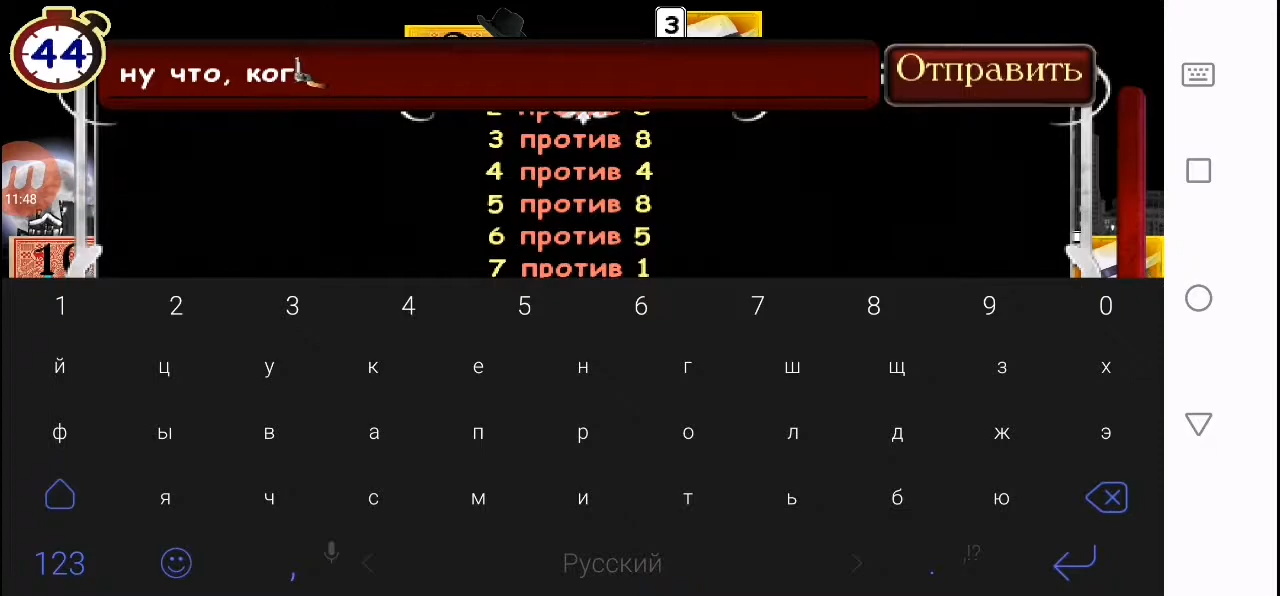 44
3
ну что, ког
Отправить
3 против 8
4 против 4
5 против 8
6 против 5
7 против 1
11:48
10
1 2 3 4 5 6 7 8 9 0
й ц у к е н г ш щ з х
ф ы в а п р о л д ж э
я ч с м и т ь б ю
123 , < Русский > . ,!?